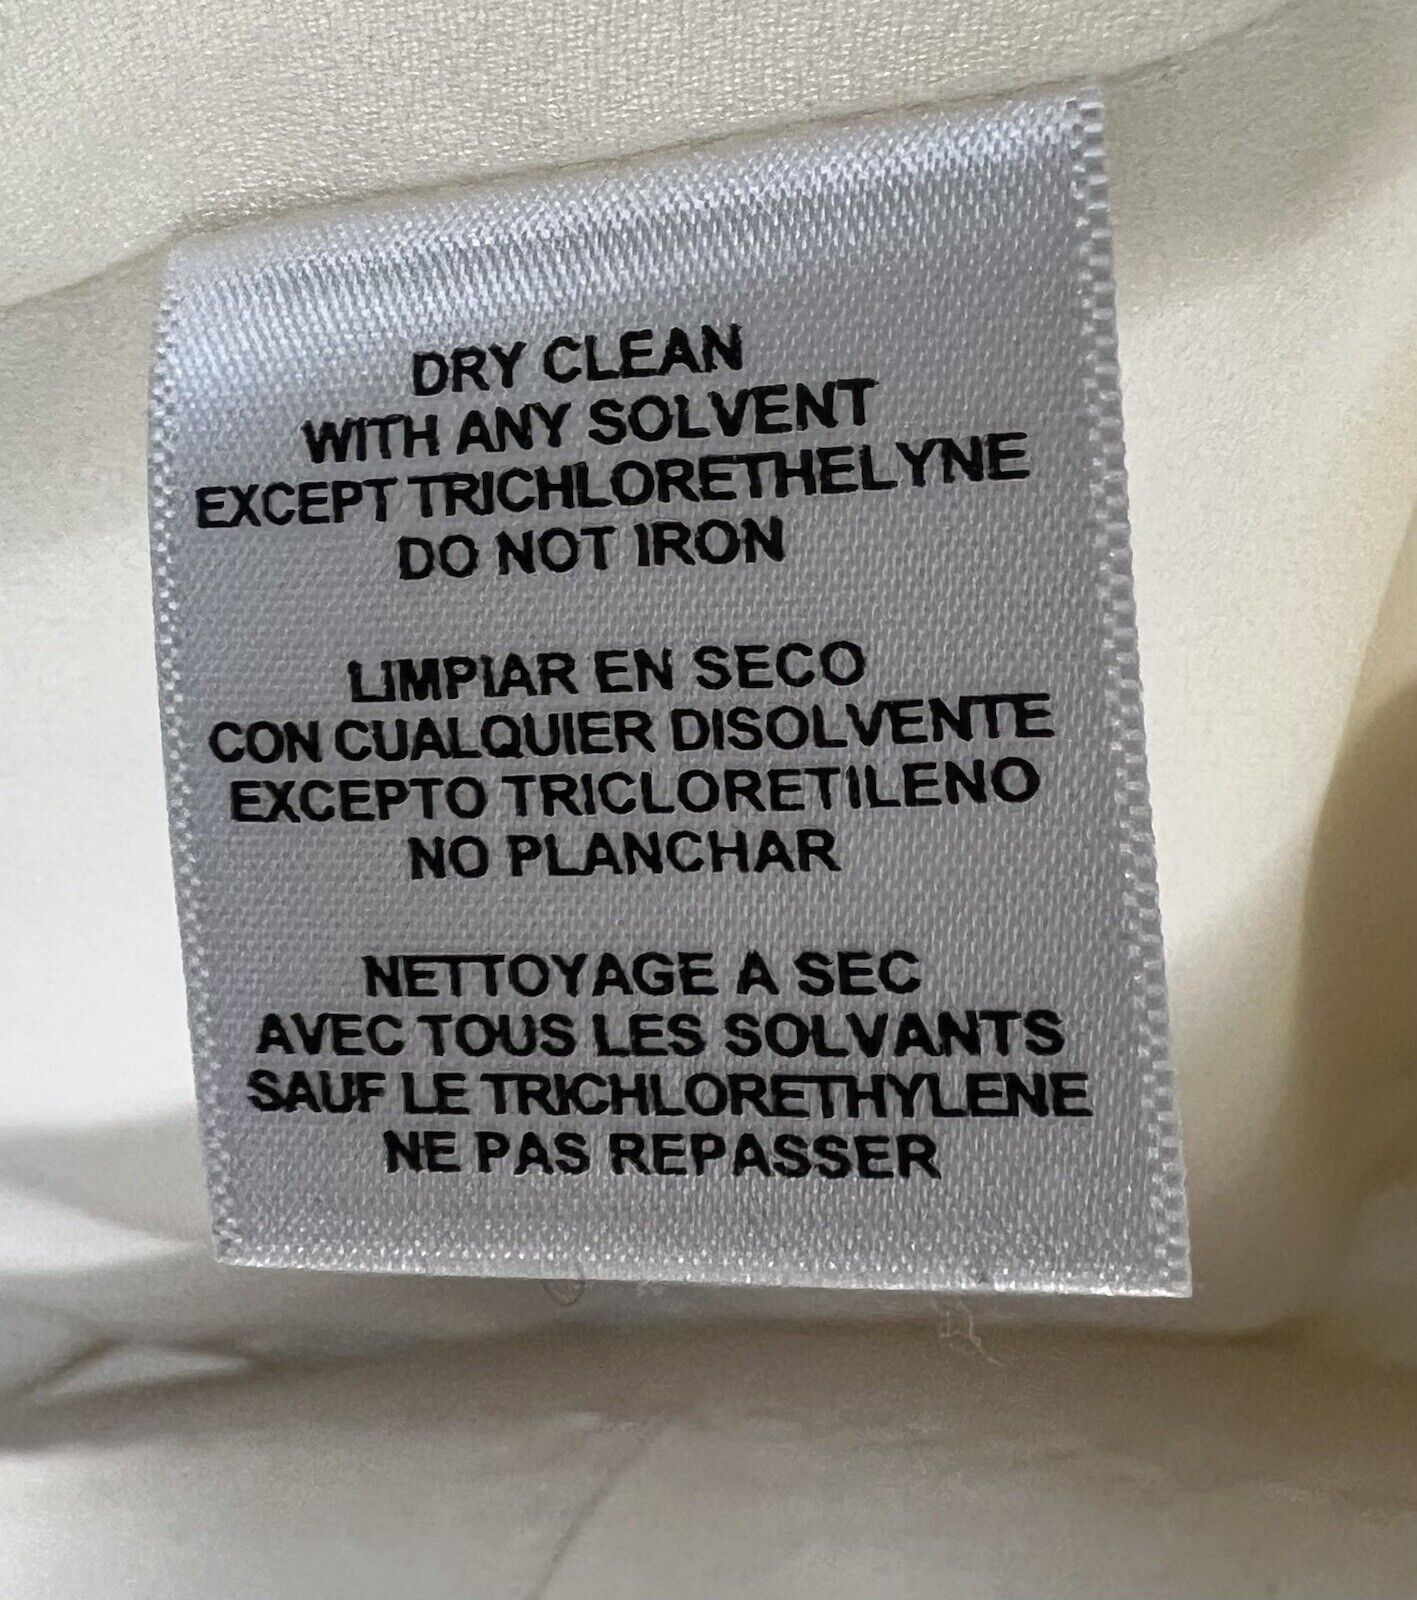 DRY CLEAN
WITH ANY SOLVENT
EXCEPT TRICHLORETHELYNE
DO NOT IRON
LIMPIAR EN SECO
CON CUALQUIER DISOLVENTE
EXCEPTO TRICLORETILENO
NO PLANCHAR
NETTOYAGE A SEC
AVEC TOUS LES SOLVANTS
SAUF LE TRICHLORETHYLENE
NE PAS REPASSER